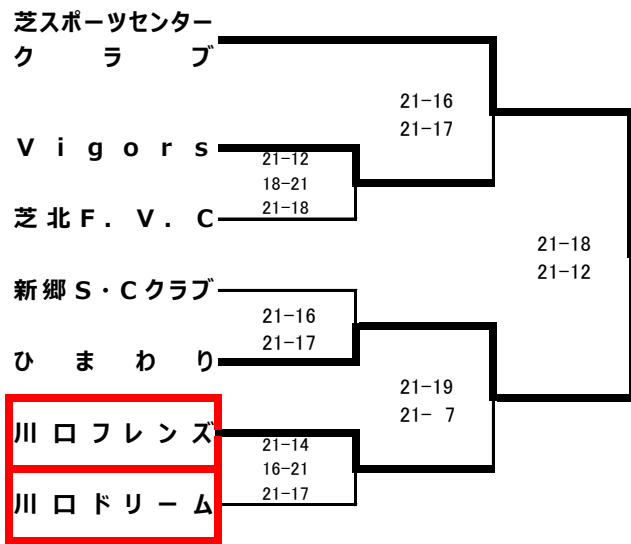 芝スポーツセンター
クラブ
21-16
21-17
Vigors
21-12
18-21
21-18
芝北F.V.C
21-18
21-12
新郷S・Cクラブ
21-16
21-17
ひまわり
21-19
21- 7
川口フレンズ
21-14
16-21
21-17
川口ドリーム